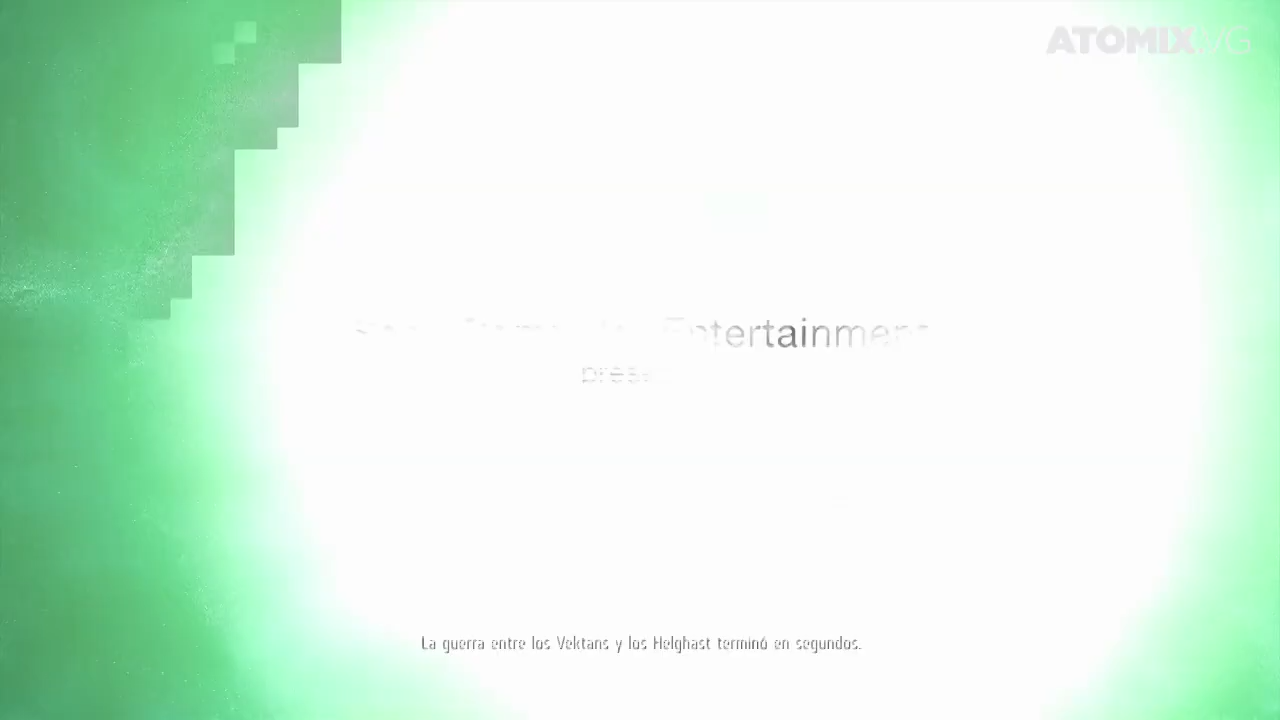 ATOMIX.VG
Entertainment
La guerra entre los Vektans y los Helghast terminó en segundos.